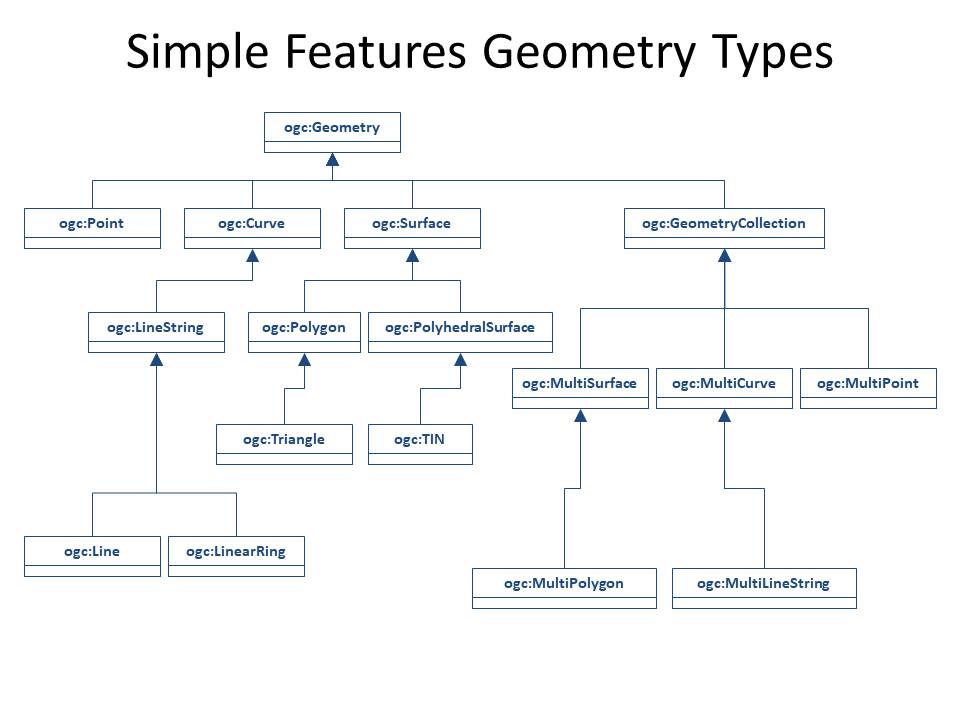 Simple Features Geometry Types
ogc:Geometry
ogc:Point
ogc:Curve
ogc:Surface
ogc:GeometryCollection
ogc:LineString
ogc:Polygon
ogc:PolyhedralSurface
ogc:MultiSurface
ogc:MultiCurve
ogc:MultiPoint
ogc:Triangle
ogc:TIN
ogc:Line
ogc:LinearRing
ogc:MultiPolygon
ogc:MultiLineString